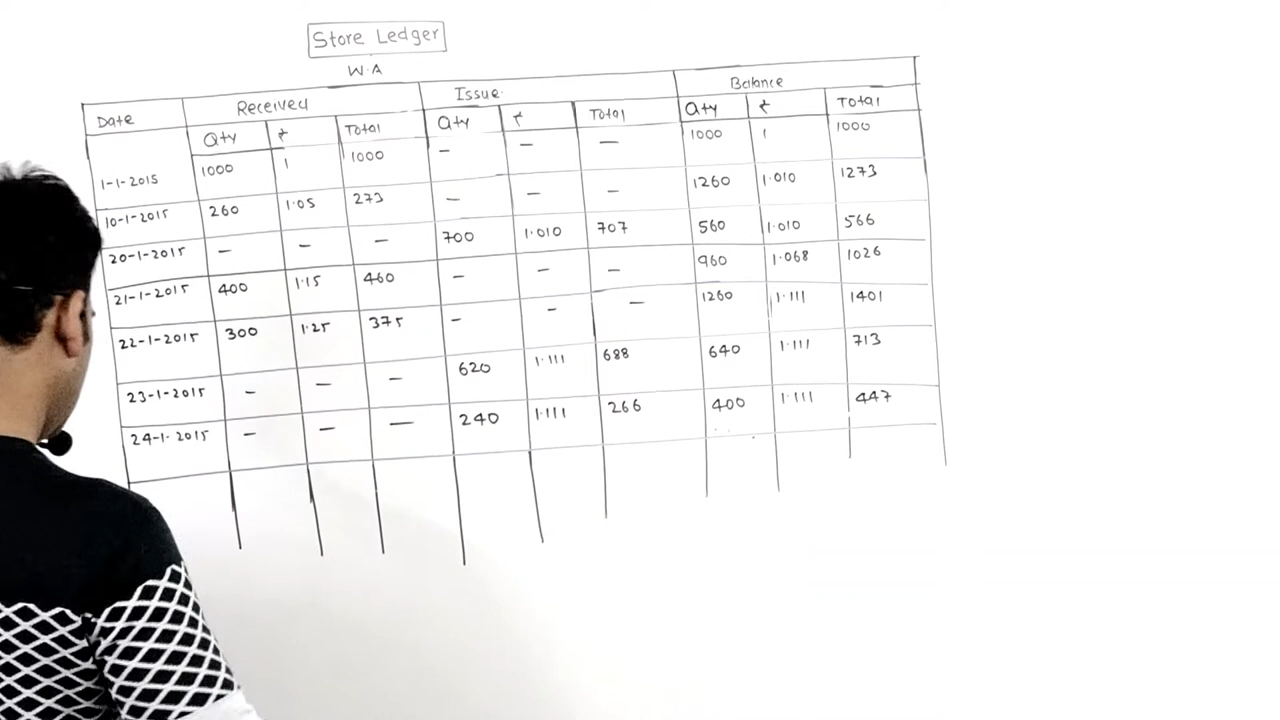 Store Ledger
W.A
Date Received Issue Balance
Qty ₹ Total Qty ₹ Total Qty ₹ Total
1-1-2015 1000 1 1000 — — — 1000 1 1000
10-1-2015 260 1.05 273 — — — 1260 1.010 1273
20-1-2015 — — — 700 1.010 707 560 1.010 566
21-1-2015 400 1.15 460 — — — 960 1.068 1026
22-1-2015 300 1.25 375 — — — 1260 1.111 1401
23-1-2015 — — — 620 1.111 688 640 1.111 713
24-1-2015 — — — 240 1.111 266 400 1.111 447